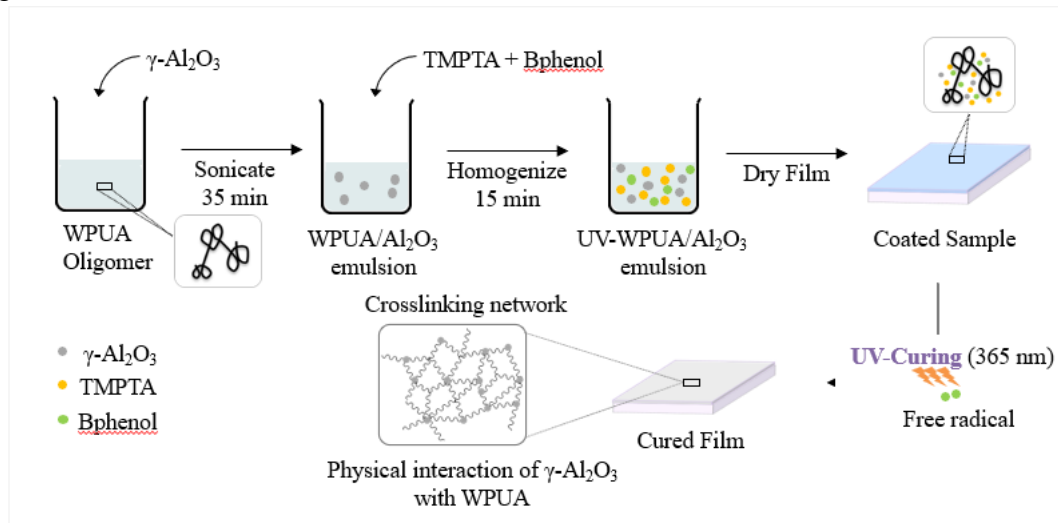 γ-Al₂O₃
TMPTA + Bphenol
Sonicate
35 min
Homogenize
15 min
Dry Film
WPUA
Oligomer
WPUA/Al₂O₃
emulsion
UV-WPUA/Al₂O₃
emulsion
Coated Sample
Crosslinking network
γ-Al₂O₃
TMPTA
Bphenol
UV-Curing (365 nm)
Free radical
Cured Film
Physical interaction of γ-Al₂O₃
with WPUA